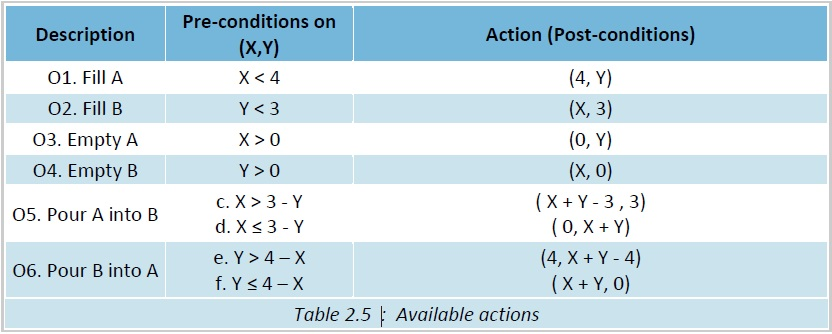 Description Pre-conditions on (X,Y) Action (Post-conditions)
O1. Fill A X < 4 (4, Y)
O2. Fill B Y < 3 (X, 3)
O3. Empty A X > 0 (0, Y)
O4. Empty B Y > 0 (X, 0)
O5. Pour A into B c. X > 3 - Y ( X + Y - 3 , 3)
d. X ≤ 3 - Y ( 0, X + Y)
O6. Pour B into A e. Y > 4 – X (4, X + Y - 4)
f. Y ≤ 4 – X ( X + Y, 0)
Table 2.5 : Available actions